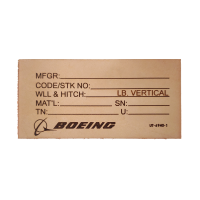 MFGR:
CODE/STK NO:
WLL & HITCH: LB. VERTICAL
MAT'L: SN:
TN: U:
BOEING